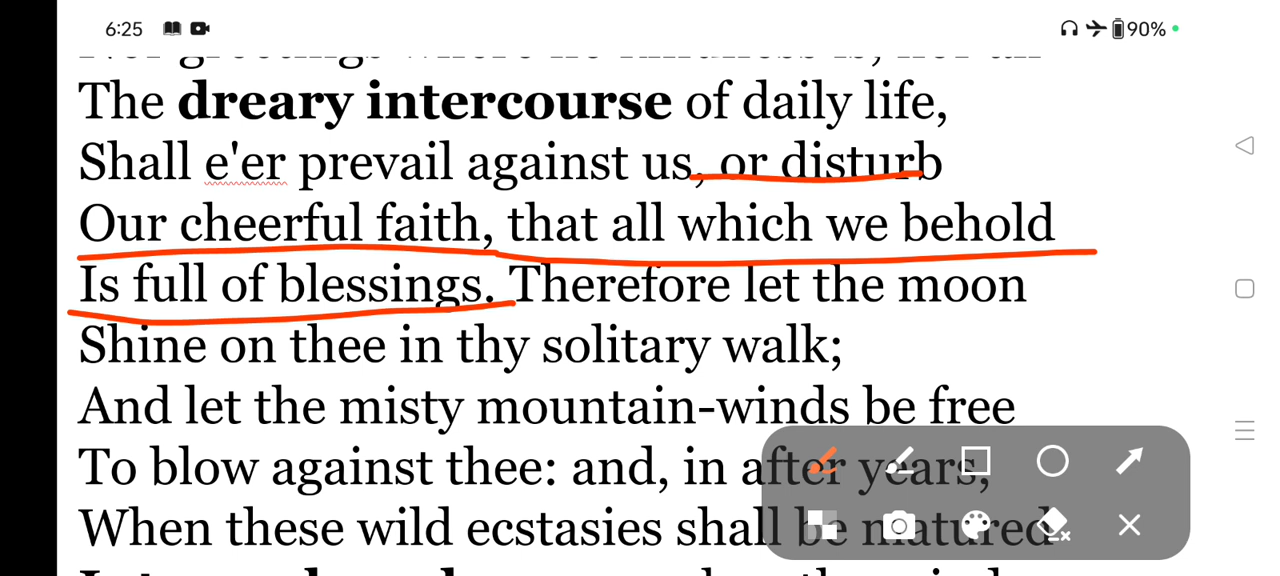 6:25 90%
The dreary intercourse of daily life,
Shall e'er prevail against us, or disturb
Our cheerful faith, that all which we behold
Is full of blessings. Therefore let the moon
Shine on thee in thy solitary walk;
And let the misty mountain-winds be free
To blow against thee: and, in after years,
When these wild ecstasies shall be matured